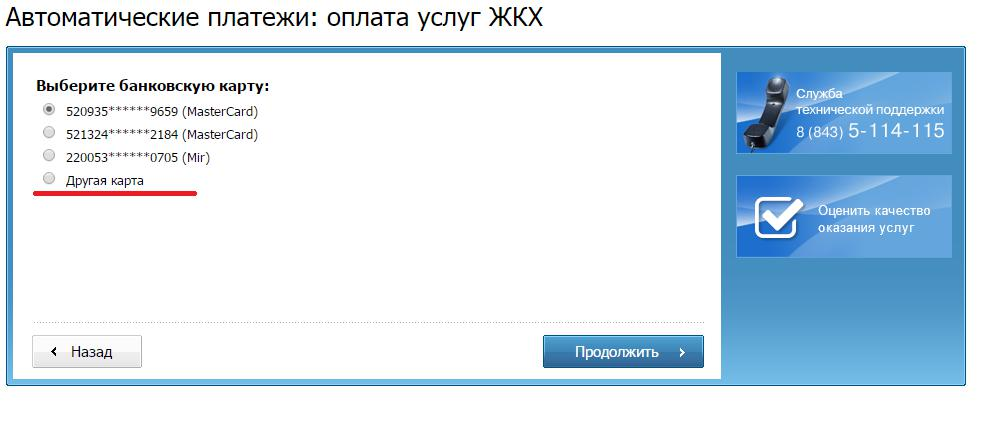 Автоматические платежи: оплата услуг ЖКХ
Выберите банковскую карту:
520935******9659 (MasterCard)
521324******2184 (MasterCard)
220053******0705 (Mir)
Другая карта
Назад
Продолжить
Служба
технической поддержки
8 (843) 5-114-115
Оценить качество
оказания услуг